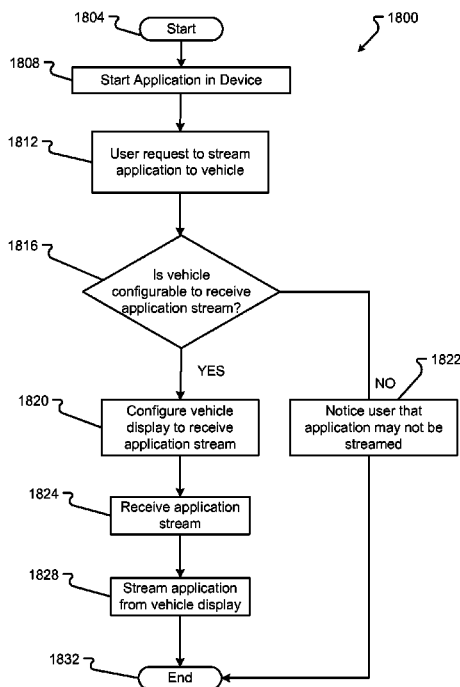 1804
Start
1800
1808
Start Application in Device
1812
User request to stream
application to vehicle
1816
Is vehicle
configurable to receive
application stream?
YES
NO
1820
Configure vehicle
display to receive
application stream
1822
Notice user that
application may not be
streamed
1824
Receive application
stream
1828
Stream application
from vehicle display
1832
End